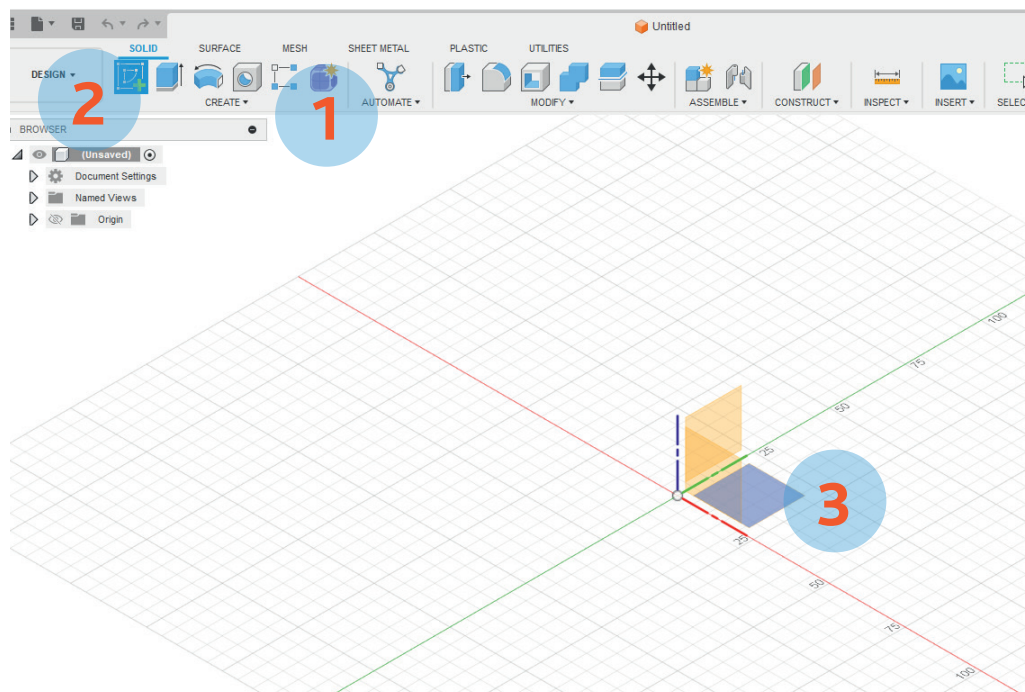 Untitled
SOLID SURFACE MESH SHEET METAL PLASTIC UTILITIES
DESIGN
CREATE AUTOMATE MODIFY ASSEMBLE CONSTRUCT INSPECT INSERT SELEC
2
1
BROWSER
(Unsaved)
Document Settings
Named Views
Origin
100
75
50
25
3
25
50
75
100